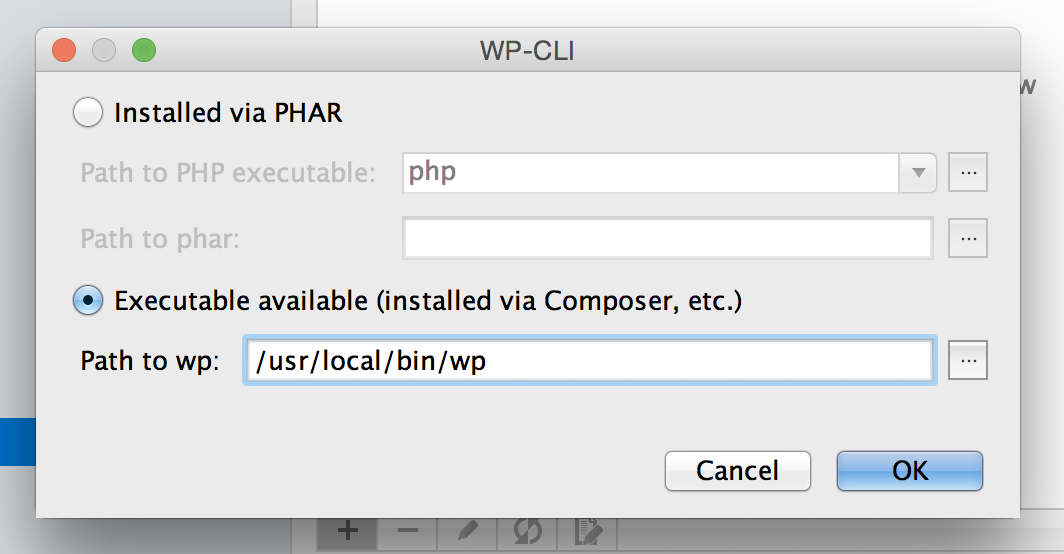 WP-CLI
w
Installed via PHAR
Path to PHP executable: php ...
Path to phar: ...
Executable available (installed via Composer, etc.)
Path to wp: /usr/local/bin/wp ...
Cancel OK